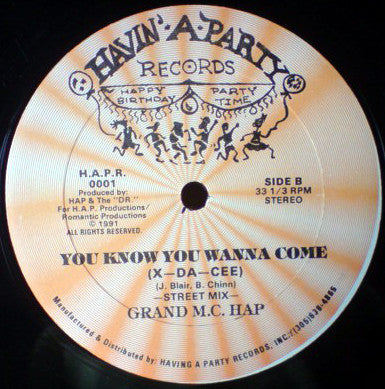 HAVIN'·A·PARTY
RECORDS
HAPPY BIRTHDAY
PARTY TIME
H.A.P.R.
0001
Produced by:
HAP & The "DR."
For H.A.P. Productions/
Romantic Productions
© 1991
ALL RIGHTS RESERVED.
SIDE B
33 1/3 RPM
STEREO
YOU KNOW YOU WANNA COME
(X—DA—CEE)
(J. Blair, B. Chinn)
—STREET MIX—
GRAND M.C. HAP
Manufactured & Distributed by: HAVING A PARTY RECORDS, INC./(305)